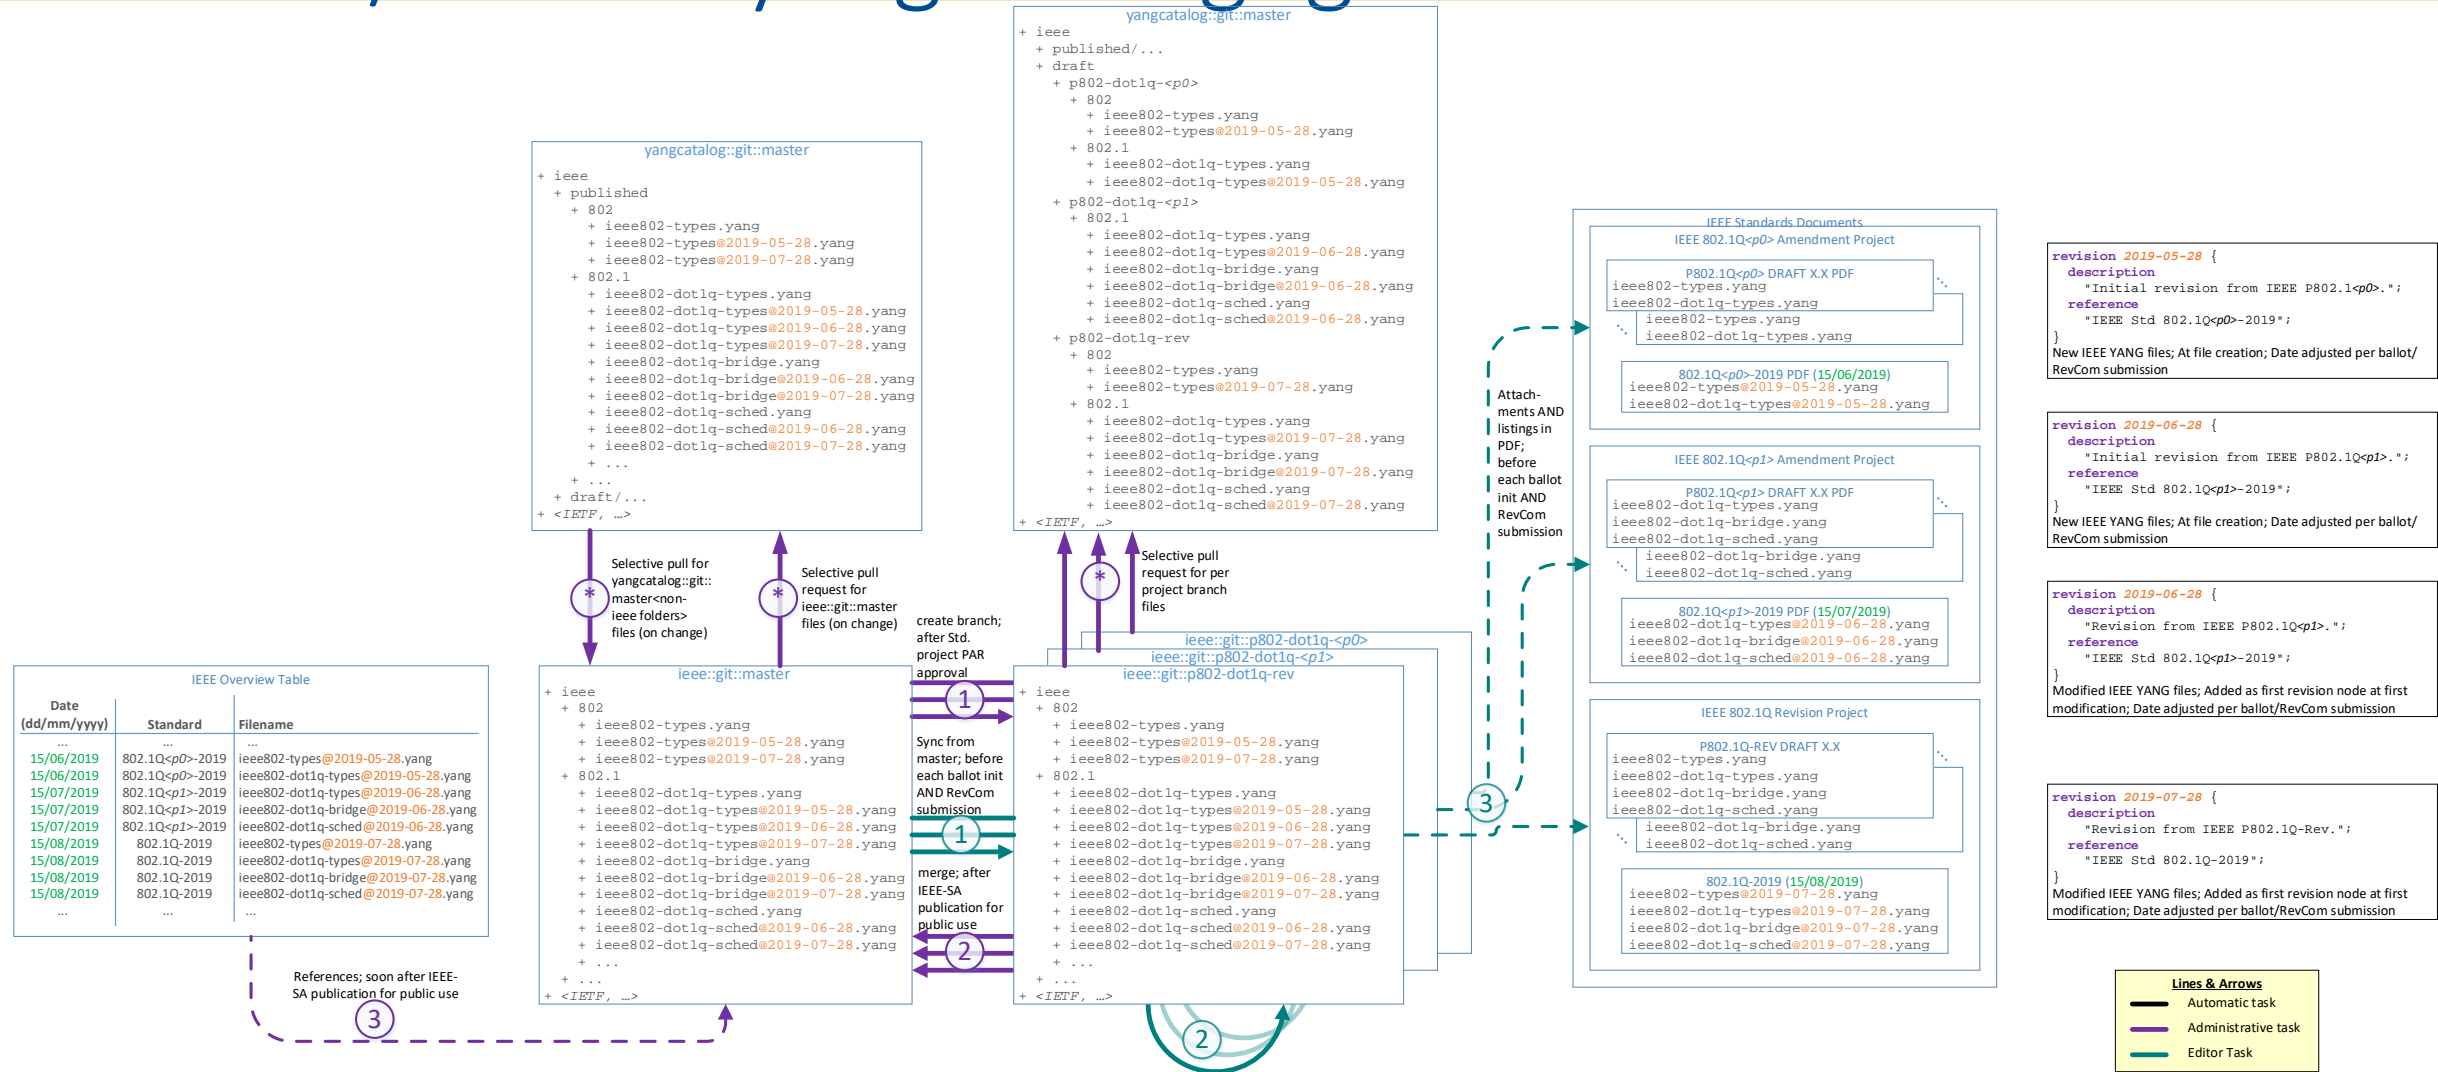 yangcatalog::git::master
+ ieee
+ published/...
+ draft
+ p802-dot1q-<p0>
+ 802
+ ieee802-types.yang
+ ieee802-types@2019-05-28.yang
+ 802.1
+ ieee802-dot1q-types.yang
+ ieee802-dot1q-types@2019-05-28.yang
+ p802-dot1q-<p1>
+ 802.1
+ ieee802-dot1q-types.yang
+ ieee802-dot1q-types@2019-06-28.yang
+ ieee802-dot1q-bridge.yang
+ ieee802-dot1q-bridge@2019-06-28.yang
+ ieee802-dot1q-sched.yang
+ ieee802-dot1q-sched@2019-06-28.yang
+ p802-dot1q-rev
+ 802
+ ieee802-types.yang
+ ieee802-types@2019-07-28.yang
+ 802.1
+ ieee802-dot1q-types.yang
+ ieee802-dot1q-types@2019-07-28.yang
+ ieee802-dot1q-bridge.yang
+ ieee802-dot1q-bridge@2019-07-28.yang
+ ieee802-dot1q-sched.yang
+ ieee802-dot1q-sched@2019-07-28.yang
+ <IETF, …>
yangcatalog::git::master
+ ieee
+ published
+ 802
+ ieee802-types.yang
+ ieee802-types@2019-05-28.yang
+ ieee802-types@2019-07-28.yang
+ 802.1
+ ieee802-dot1q-types.yang
+ ieee802-dot1q-types@2019-05-28.yang
+ ieee802-dot1q-types@2019-06-28.yang
+ ieee802-dot1q-types@2019-07-28.yang
+ ieee802-dot1q-bridge.yang
+ ieee802-dot1q-bridge@2019-06-28.yang
+ ieee802-dot1q-bridge@2019-07-28.yang
+ ieee802-dot1q-sched.yang
+ ieee802-dot1q-sched@2019-06-28.yang
+ ieee802-dot1q-sched@2019-07-28.yang
+ ...
+ ...
+ draft/...
+ <IETF, …>
*
Selective pull for
yangcatalog::git::
master<non-
ieee folders>
files (on change)
*
Selective pull
request for
ieee::git::master
files (on change)
*
Selective pull
request for per
project branch
files
IEEE Overview Table
Date
(dd/mm/yyyy) Standard Filename
... ... ...
15/06/2019 802.1Q<p0>-2019 ieee802-types@2019-05-28.yang
15/06/2019 802.1Q<p0>-2019 ieee802-dot1q-types@2019-05-28.yang
15/07/2019 802.1Q<p1>-2019 ieee802-dot1q-types@2019-06-28.yang
15/07/2019 802.1Q<p1>-2019 ieee802-dot1q-bridge@2019-06-28.yang
15/07/2019 802.1Q<p1>-2019 ieee802-dot1q-sched@2019-06-28.yang
15/08/2019 802.1Q-2019 ieee802-types@2019-07-28.yang
15/08/2019 802.1Q-2019 ieee802-dot1q-types@2019-07-28.yang
15/08/2019 802.1Q-2019 ieee802-dot1q-bridge@2019-07-28.yang
15/08/2019 802.1Q-2019 ieee802-dot1q-sched@2019-07-28.yang
... ... ...
References; soon after IEEE-
SA publication for public use
3
ieee::git::master
+ ieee
+ 802
+ ieee802-types.yang
+ ieee802-types@2019-05-28.yang
+ ieee802-types@2019-07-28.yang
+ 802.1
+ ieee802-dot1q-types.yang
+ ieee802-dot1q-types@2019-05-28.yang
+ ieee802-dot1q-types@2019-06-28.yang
+ ieee802-dot1q-types@2019-07-28.yang
+ ieee802-dot1q-bridge.yang
+ ieee802-dot1q-bridge@2019-06-28.yang
+ ieee802-dot1q-bridge@2019-07-28.yang
+ ieee802-dot1q-sched.yang
+ ieee802-dot1q-sched@2019-06-28.yang
+ ieee802-dot1q-sched@2019-07-28.yang
+ ...
+ ...
+ <IETF, …>
create branch;
after Std.
project PAR
approval
1
Sync from
master; before
each ballot init
AND RevCom
submission
1
merge; after
IEEE-SA
publication for
public use
2
ieee::git::p802-dot1q-<p0>
ieee::git::p802-dot1q-<p1>
ieee::git::p802-dot1q-rev
+ ieee
+ 802
+ ieee802-types.yang
+ ieee802-types@2019-05-28.yang
+ ieee802-types@2019-07-28.yang
+ 802.1
+ ieee802-dot1q-types.yang
+ ieee802-dot1q-types@2019-05-28.yang
+ ieee802-dot1q-types@2019-06-28.yang
+ ieee802-dot1q-types@2019-07-28.yang
+ ieee802-dot1q-bridge.yang
+ ieee802-dot1q-bridge@2019-06-28.yang
+ ieee802-dot1q-bridge@2019-07-28.yang
+ ieee802-dot1q-sched.yang
+ ieee802-dot1q-sched@2019-06-28.yang
+ ieee802-dot1q-sched@2019-07-28.yang
+ ...
+ ...
+ <IETF, …>
2
Attach-
ments AND
listings in
PDF;
before
each ballot
init AND
RevCom
submission
3
IEEE Standards Documents
IEEE 802.1Q<p0> Amendment Project
P802.1Q<p0> DRAFT X.X PDF
ieee802-types.yang
ieee802-dot1q-types.yang
ieee802-types.yang
ieee802-dot1q-types.yang
802.1Q<p0>-2019 PDF (15/06/2019)
ieee802-types@2019-05-28.yang
ieee802-dot1q-types@2019-05-28.yang
IEEE 802.1Q<p1> Amendment Project
P802.1Q<p1> DRAFT X.X PDF
ieee802-dot1q-types.yang
ieee802-dot1q-bridge.yang
ieee802-dot1q-sched.yang
ieee802-dot1q-bridge.yang
ieee802-dot1q-sched.yang
802.1Q<p1>-2019 PDF (15/07/2019)
ieee802-dot1q-types@2019-06-28.yang
ieee802-dot1q-bridge@2019-06-28.yang
ieee802-dot1q-sched@2019-06-28.yang
IEEE 802.1Q Revision Project
P802.1Q-REV DRAFT X.X
ieee802-types.yang
ieee802-dot1q-types.yang
ieee802-dot1q-bridge.yang
ieee802-dot1q-sched.yang
ieee802-dot1q-bridge.yang
ieee802-dot1q-sched.yang
802.1Q-2019 (15/08/2019)
ieee802-types@2019-07-28.yang
ieee802-dot1q-types@2019-07-28.yang
ieee802-dot1q-bridge@2019-07-28.yang
ieee802-dot1q-sched@2019-07-28.yang
revision 2019-05-28 {
description
"Initial revision from IEEE P802.1<p0>.";
reference
"IEEE Std 802.1Q<p0>-2019";
}
New IEEE YANG files; At file creation; Date adjusted per ballot/
RevCom submission
revision 2019-06-28 {
description
"Initial revision from IEEE P802.1Q<p1>.";
reference
"IEEE Std 802.1Q<p1>-2019";
}
New IEEE YANG files; At file creation; Date adjusted per ballot/
RevCom submission
revision 2019-06-28 {
description
"Revision from IEEE P802.1Q<p1>.";
reference
"IEEE Std 802.1Q<p1>-2019";
}
Modified IEEE YANG files; Added as first revision node at first
modification; Date adjusted per ballot/RevCom submission
revision 2019-07-28 {
description
"Revision from IEEE P802.1Q-Rev.";
reference
"IEEE Std 802.1Q-2019";
}
Modified IEEE YANG files; Added as first revision node at first
modification; Date adjusted per ballot/RevCom submission
Lines & Arrows
Automatic task
Administrative task
Editor Task